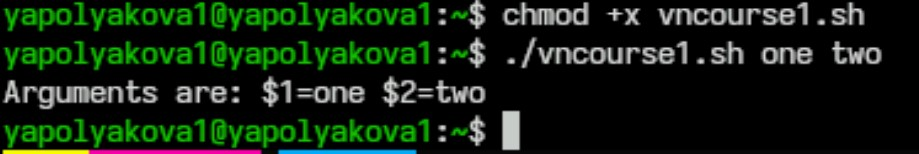 yapolyakova1@yapolyakova1:~$ chmod +x vncourse1.sh
yapolyakova1@yapolyakova1:~$ ./vncourse1.sh one two
Arguments are: $1=one $2=two
yapolyakova1@yapolyakova1:~$